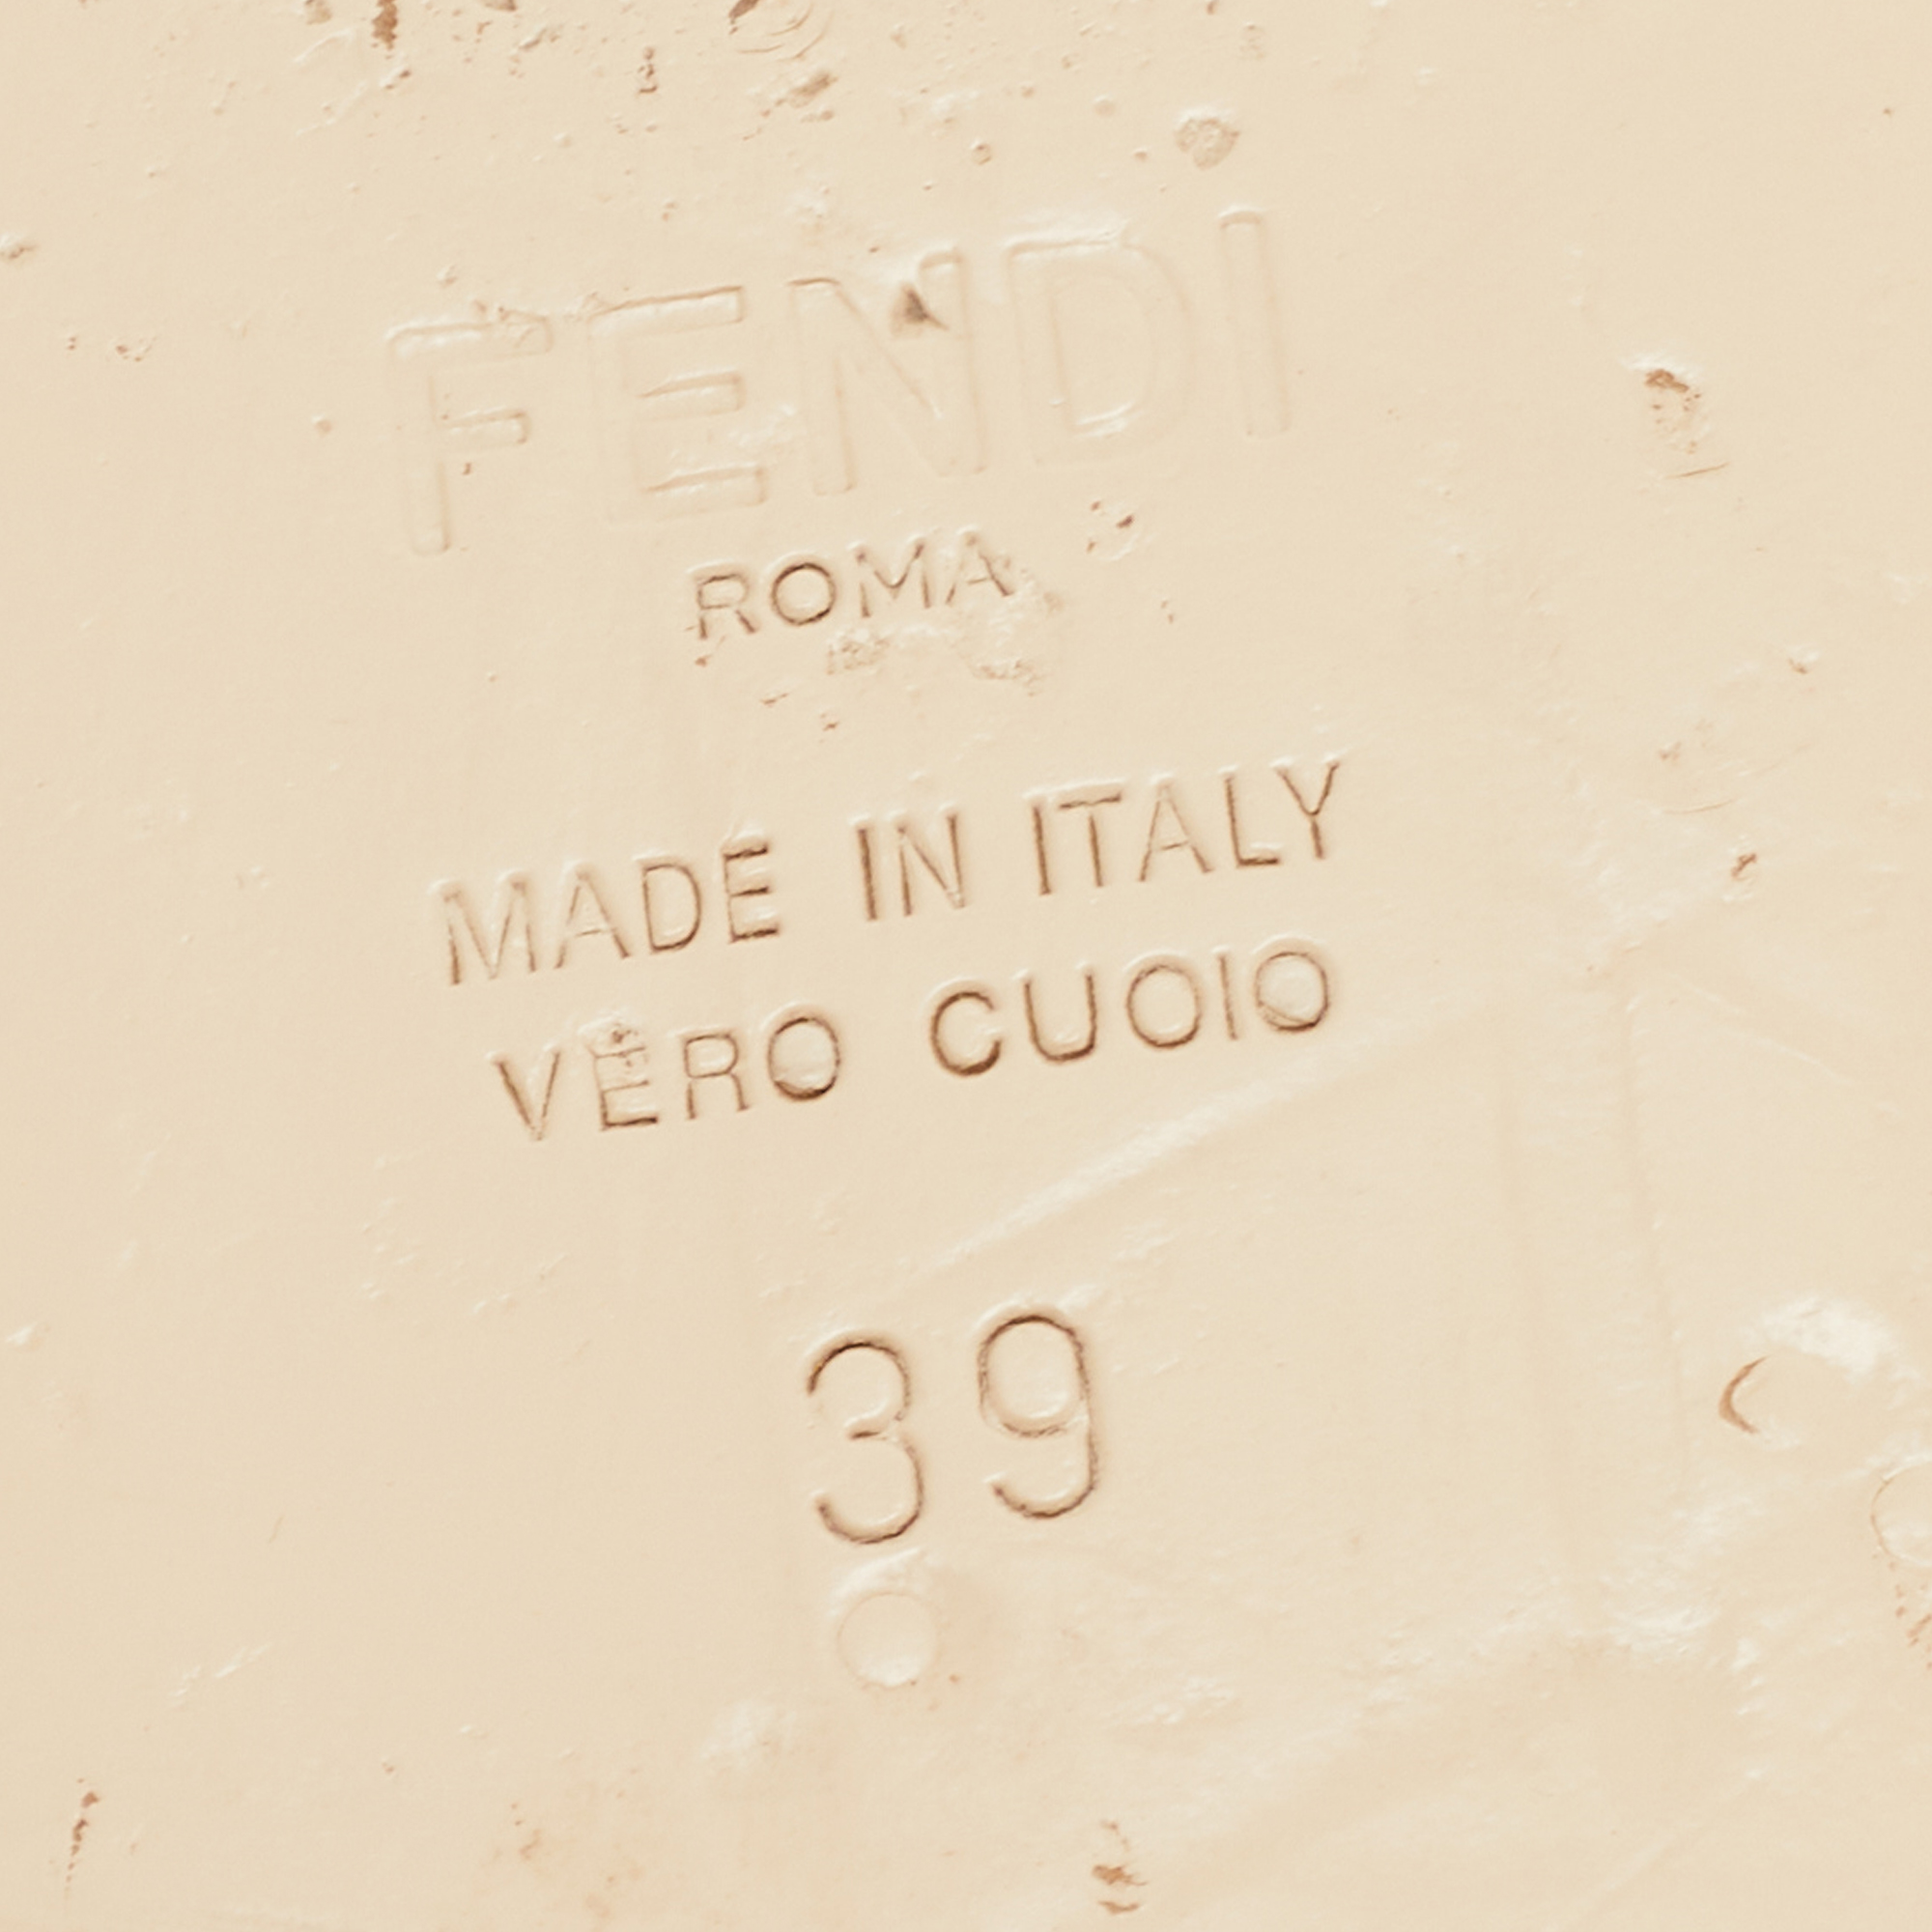 FENDI
ROMA
MADE IN ITALY
VERO CUOIO
39